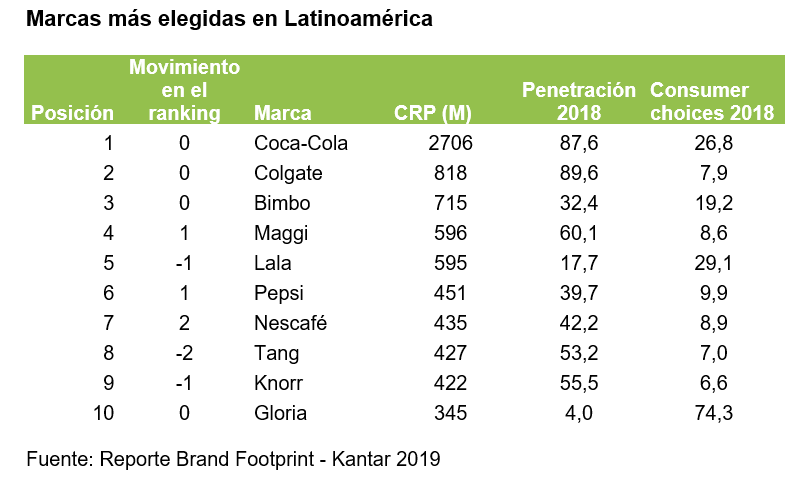 Marcas más elegidas en Latinoamérica
Posición Movimiento en el ranking Marca CRP (M) Penetración 2018 Consumer choices 2018
1 0 Coca-Cola 2706 87,6 26,8
2 0 Colgate 818 89,6 7,9
3 0 Bimbo 715 32,4 19,2
4 1 Maggi 596 60,1 8,6
5 -1 Lala 595 17,7 29,1
6 1 Pepsi 451 39,7 9,9
7 2 Nescafé 435 42,2 8,9
8 -2 Tang 427 53,2 7,0
9 -1 Knorr 422 55,5 6,6
10 0 Gloria 345 4,0 74,3
Fuente: Reporte Brand Footprint - Kantar 2019